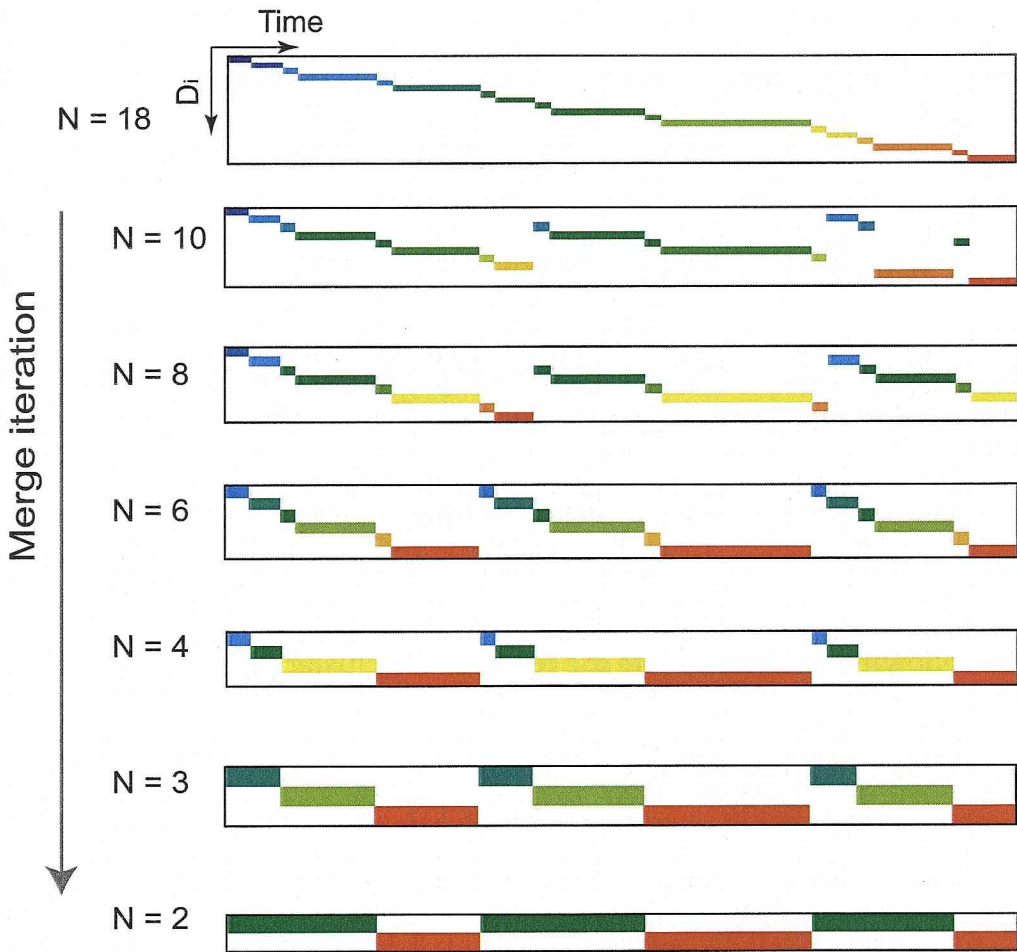 Time
Di
N = 18
N = 10
Merge iteration
N = 8
N = 6
N = 4
N = 3
N = 2